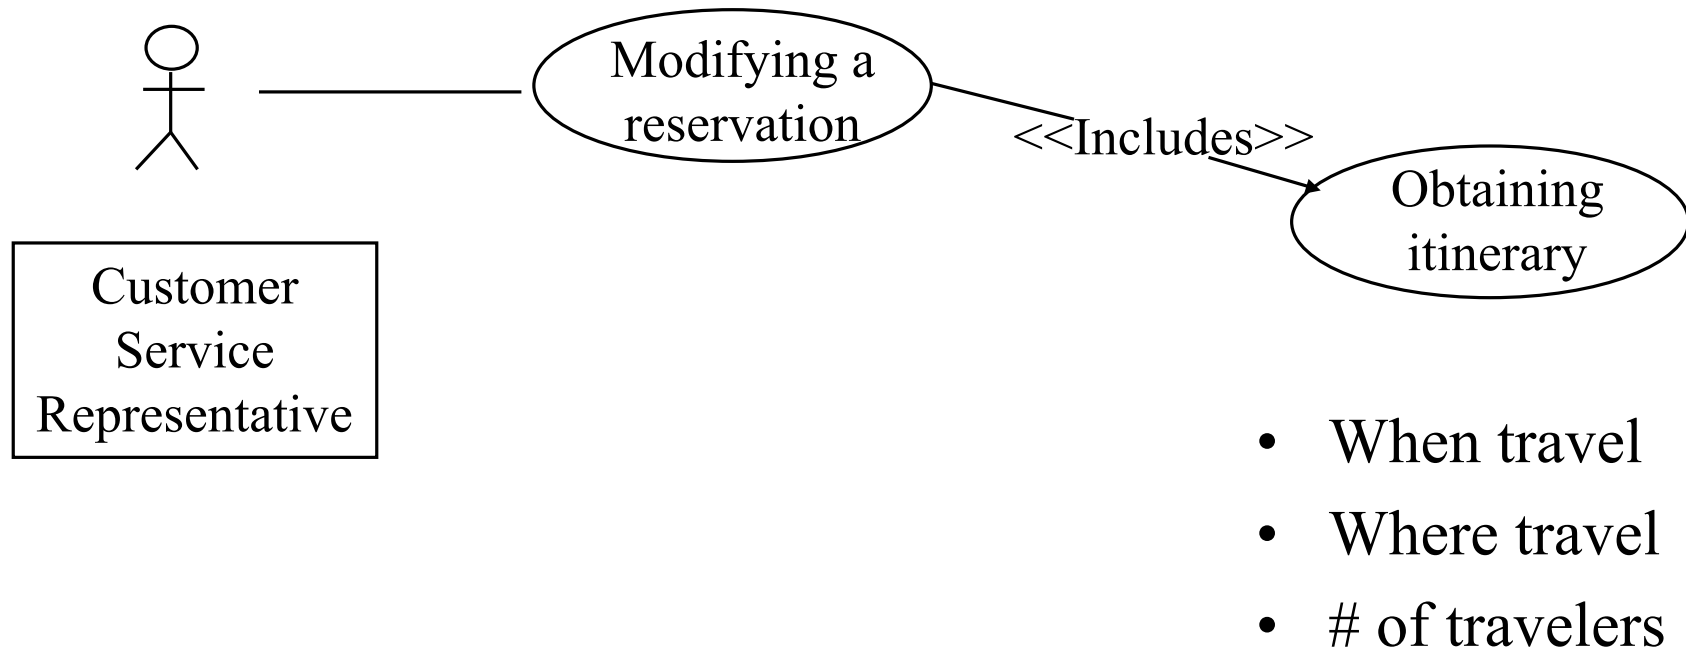 Modifying a
reservation
<<Includes>>
Obtaining
itinerary
Customer
Service
Representative
• When travel
• Where travel
• # of travelers